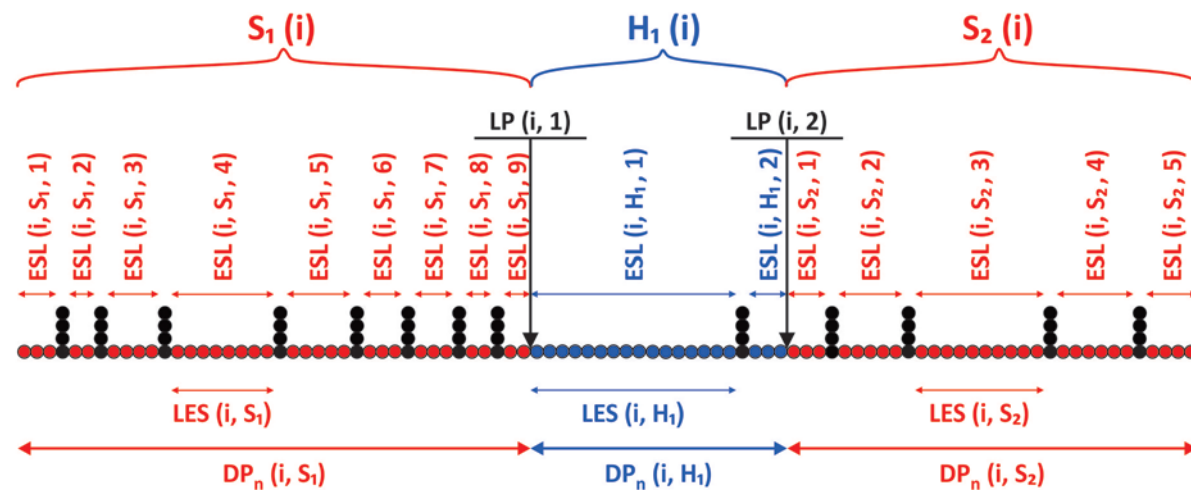 S₁ (i)
H₁ (i)
S₂ (i)
LP (i, 1)
LP (i, 2)
ESL (i, S₁, 1)
ESL (i, S₁, 2)
ESL (i, S₁, 3)
ESL (i, S₁, 4)
ESL (i, S₁, 5)
ESL (i, S₁, 6)
ESL (i, S₁, 7)
ESL (i, S₁, 8)
ESL (i, S₁, 9)
ESL (i, H₁, 1)
ESL (i, H₁, 2)
ESL (i, S₂, 1)
ESL (i, S₂, 2)
ESL (i, S₂, 3)
ESL (i, S₂, 4)
ESL (i, S₂, 5)
LES (i, S₁)
LES (i, H₁)
LES (i, S₂)
DPₙ (i, S₁)
DPₙ (i, H₁)
DPₙ (i, S₂)